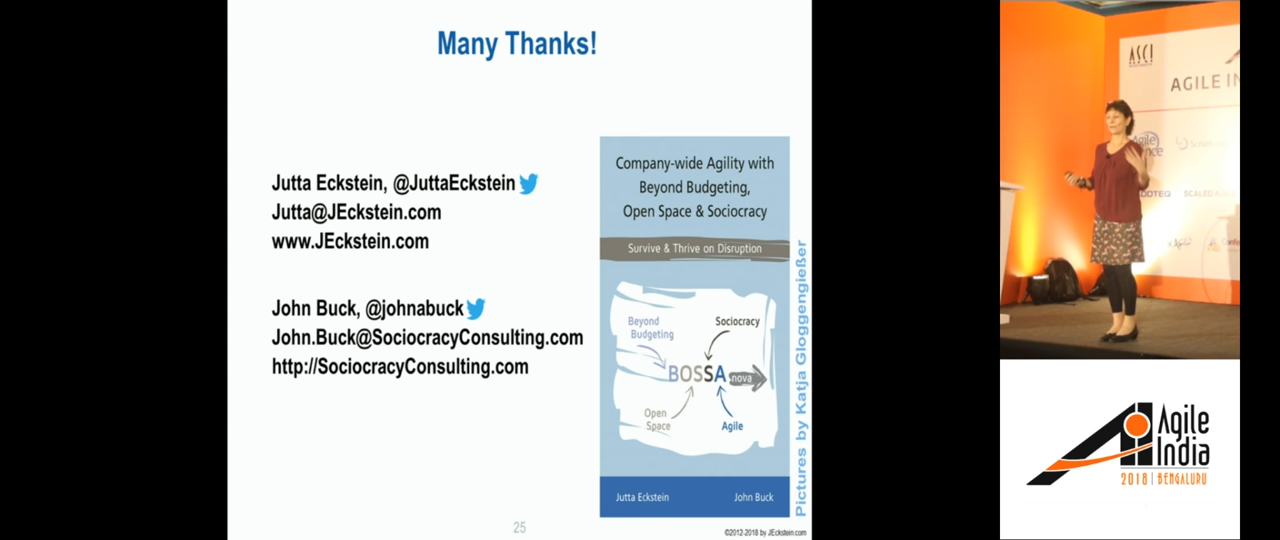 Many Thanks!
Jutta Eckstein, @JuttaEckstein
Jutta@JEckstein.com
www.JEckstein.com
John Buck, @johnabuck
John.Buck@SociocracyConsulting.com
http://SociocracyConsulting.com
Company-wide Agility with
Beyond Budgeting,
Open Space & Sociocracy
Survive & Thrive on Disruption
Beyond
Budgeting
Sociocracy
BOSSA nova
Open
Space
Agile
Jutta Eckstein John Buck
Pictures by Katja Gloggengießer
25
©2012-2018 by JEckstein.com
ASCI
AGILE IN
Agile
SCALED
Agile
India
2018 | BENGALURU